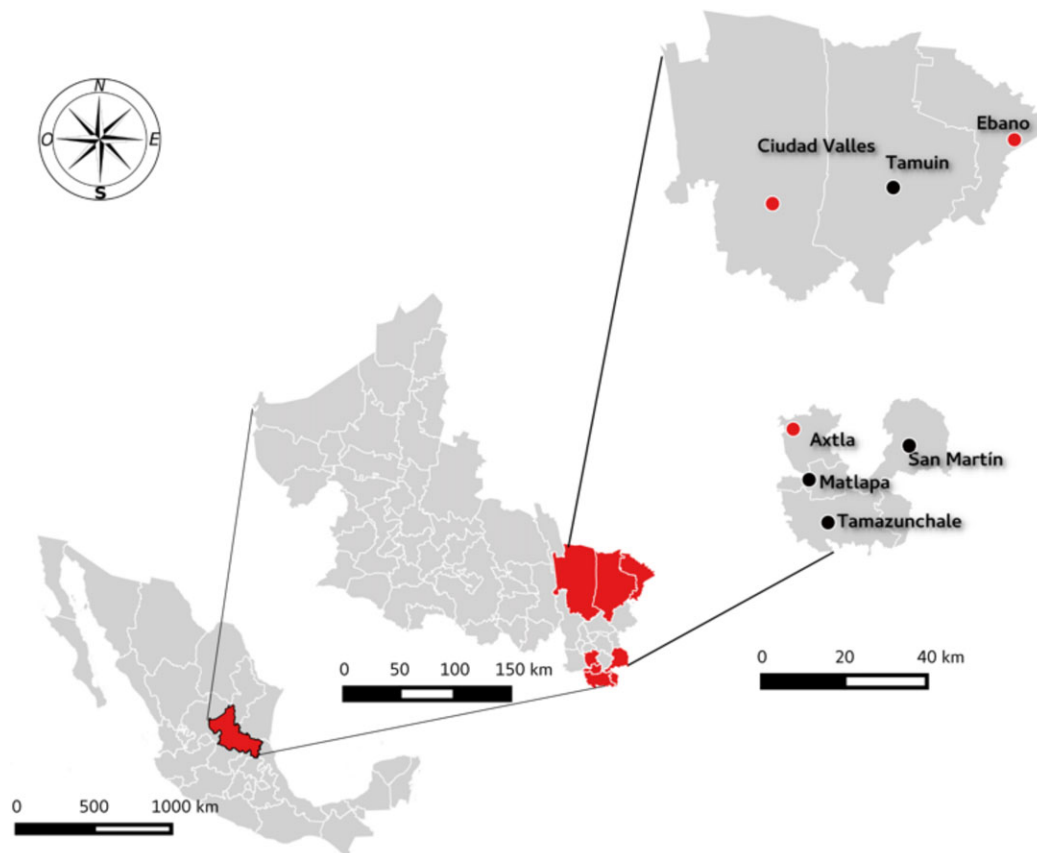 N
O
E
S
Ebano
Ciudad Valles
Tamuin
Axtla
San Martín
Matlapa
Tamazunchale
0 50 100 150 km
0 20 40 km
0 500 1000 km